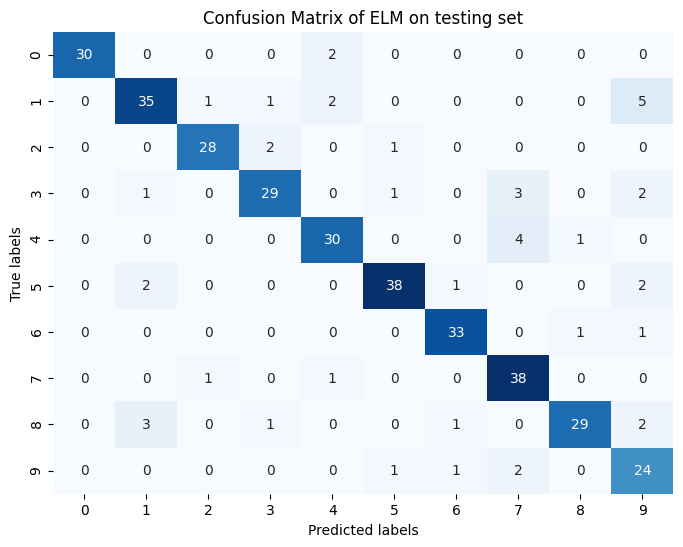 Confusion Matrix of ELM on testing set
True labels
0 30 0 0 0 2 0 0 0 0 0
1 0 35 1 1 2 0 0 0 0 5
2 0 0 28 2 0 1 0 0 0 0
3 0 1 0 29 0 1 0 3 0 2
4 0 0 0 0 30 0 0 4 1 0
5 0 2 0 0 0 38 1 0 0 2
6 0 0 0 0 0 0 33 0 1 1
7 0 0 1 0 1 0 0 38 0 0
8 0 3 0 1 0 0 1 0 29 2
9 0 0 0 0 0 1 1 2 0 24
0 1 2 3 4 5 6 7 8 9
Predicted labels